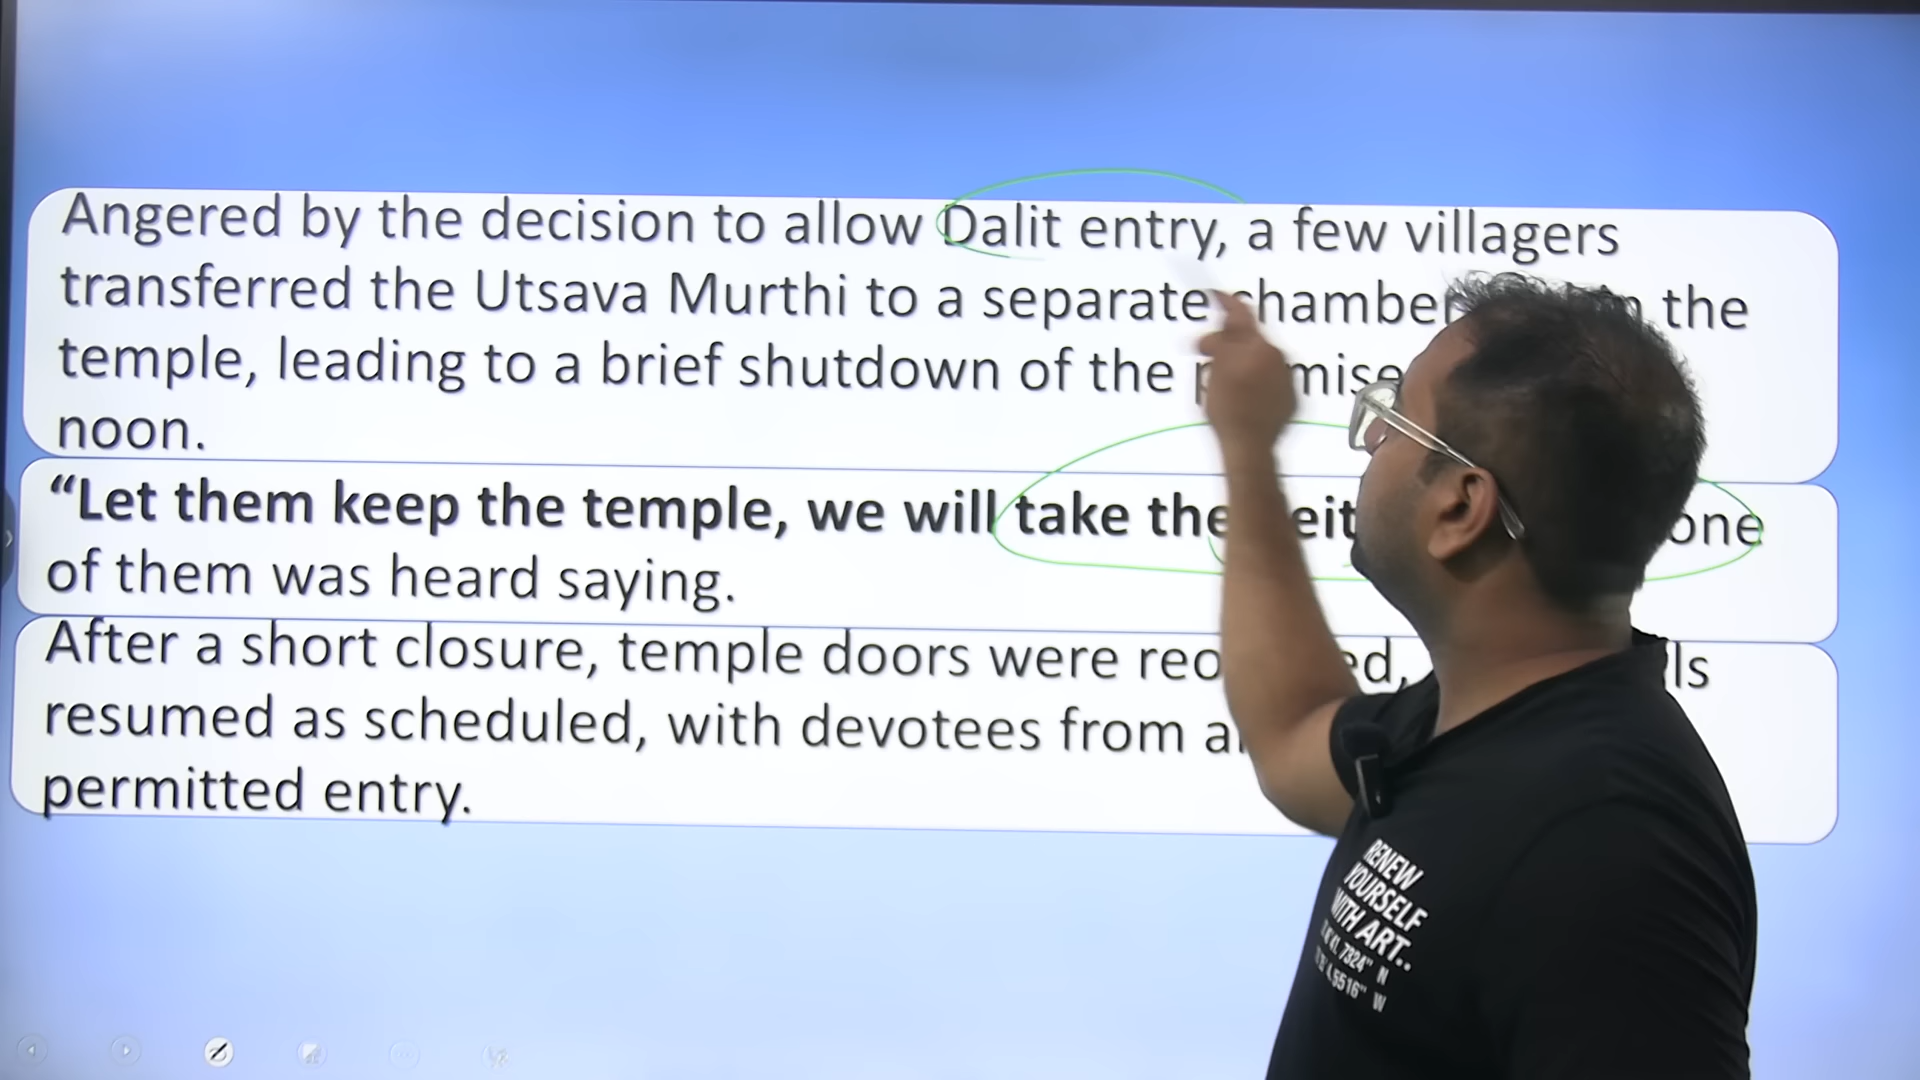 Angered by the decision to allow Dalit entry, a few villagers
transferred the Utsava Murthi to a separate chamber the
temple, leading to a brief shutdown of the
noon.
“Let them keep the temple, we will take the one
of them was heard saying.
After a short closure, temple doors were
resumed as scheduled, with devotees from
permitted entry.
RENEW
YOURSELF
WITH ART..
7324" N
5516" W